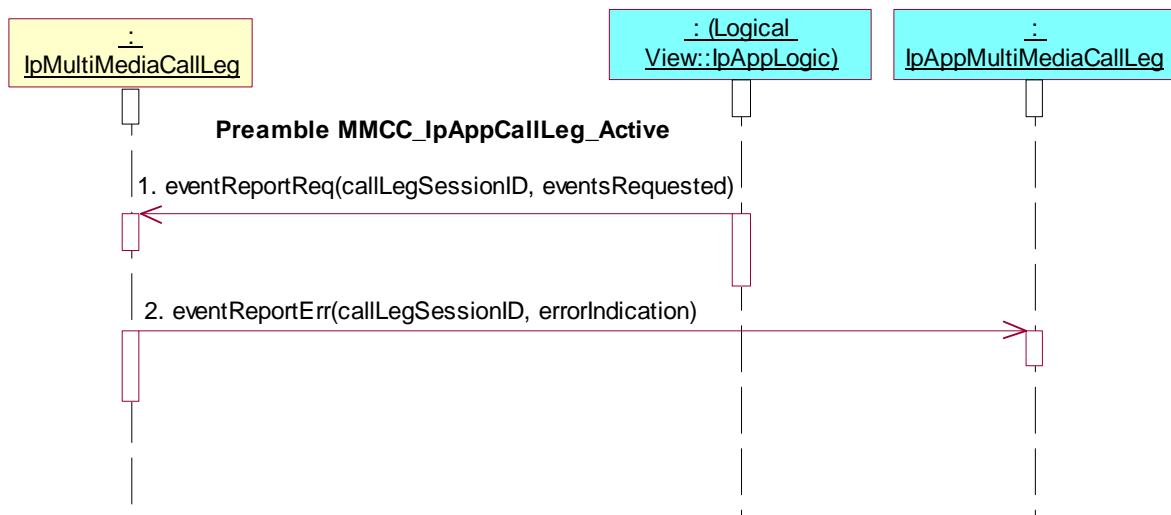 :
IpMultiMediaCallLeg
: (Logical
View::IpAppLogic)
:
IpAppMultiMediaCallLeg
Preamble MMCC_IpAppCallLeg_Active
1. eventReportReq(callLegSessionID, eventsRequested)
2. eventReportErr(callLegSessionID, errorIndication)